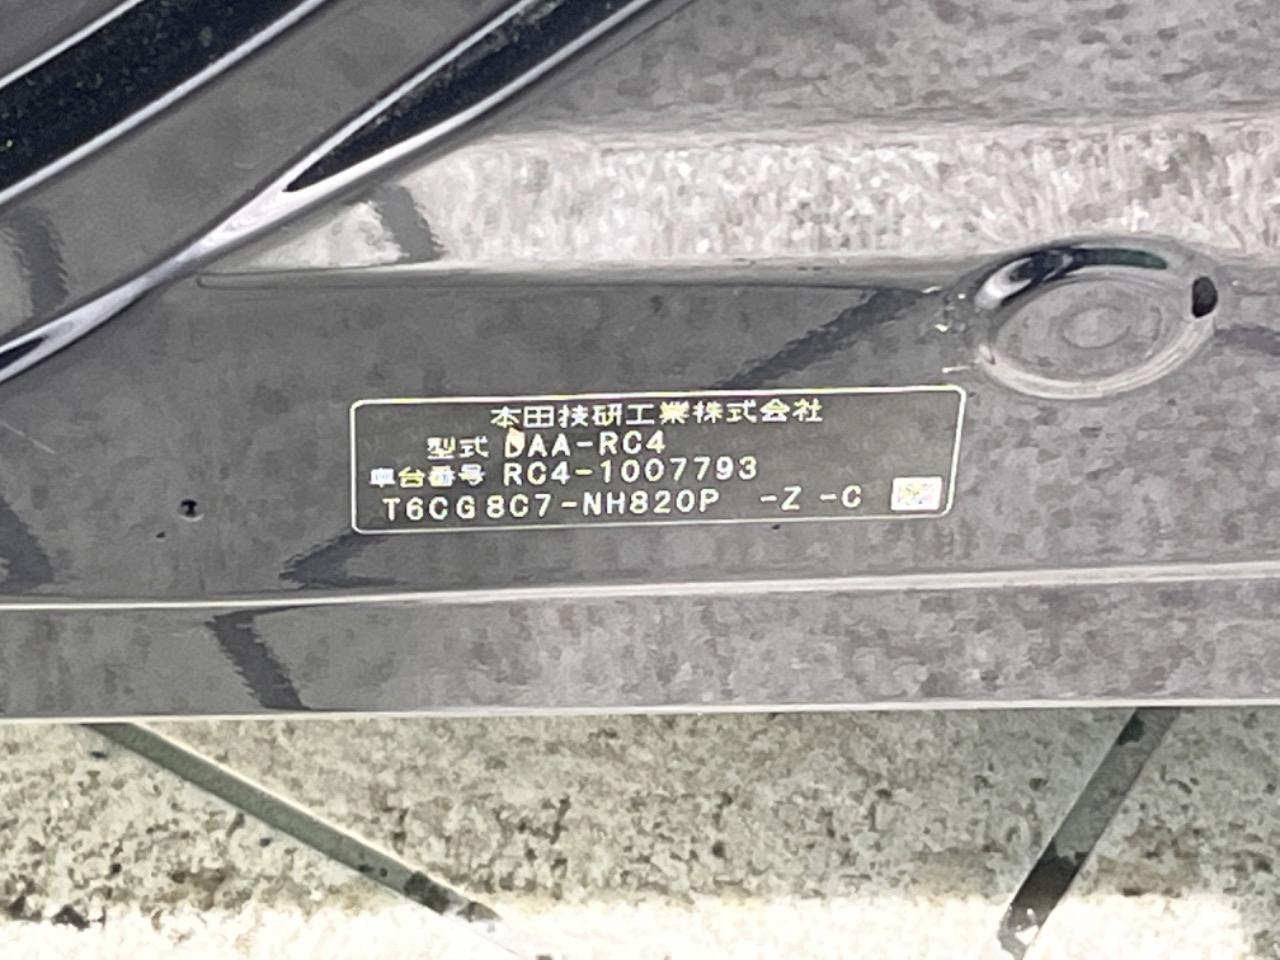 本田技研工業株式会社
型式 DAA-RC4
車台番号 RC4-1007793
T6CG8C7-NH820P -Z -C